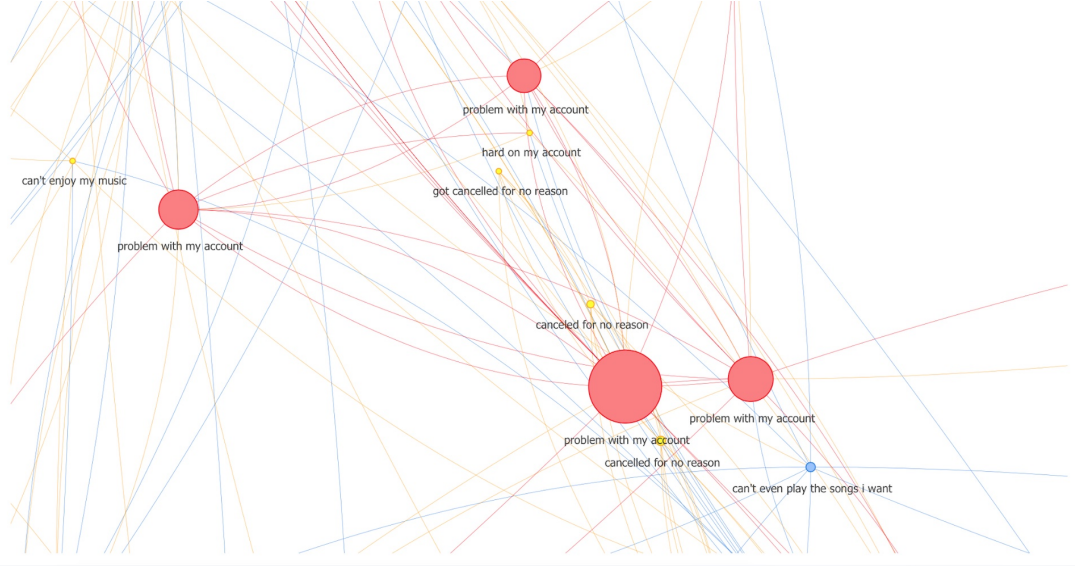 problem with my account
hard on my account
can't enjoy my music
got cancelled for no reason
problem with my account
canceled for no reason
problem with my account
problem with my account
cancelled for no reason
can't even play the songs i want